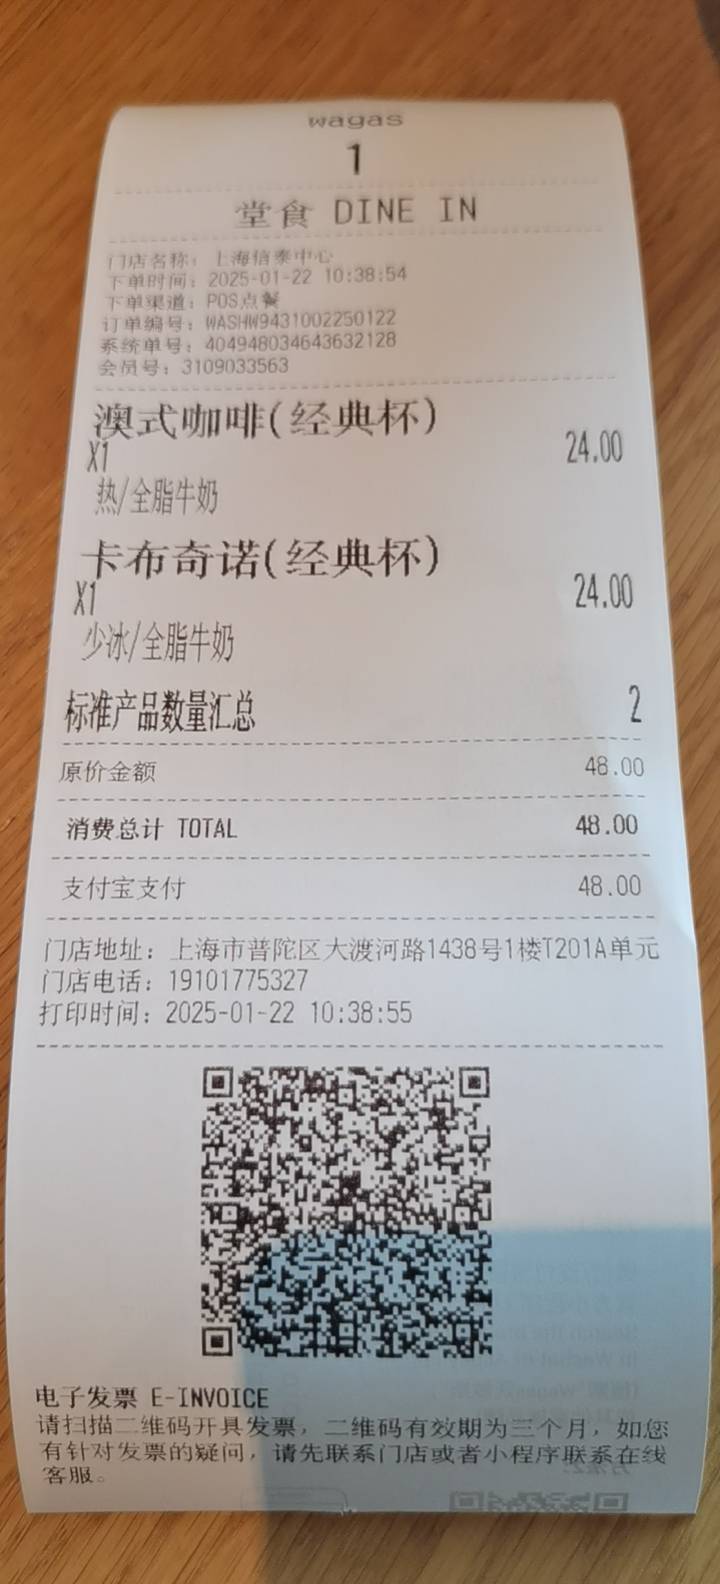 wagas
1
堂食 DINE IN
门店名称：上海信泰中心
下单时间：2025-01-22 10:38:54
下单渠道：POS点餐
订单编号：WASHW9431002250122
系统单号：404948034643632128
会员号：3109033563
澳式咖啡(经典杯)
X1 24.00
热/全脂牛奶
卡布奇诺(经典杯)
X1 24.00
少冰/全脂牛奶
标准产品数量汇总 2
原价金额 48.00
消费总计 TOTAL 48.00
支付宝支付 48.00
门店地址：上海市普陀区大渡河路1438号1楼T201A单元
门店电话：19101775327
打印时间：2025-01-22 10:38:55
电子发票 E-INVOICE
请扫描二维码开具发票，二维码有效期为三个月，如您
有针对发票的疑问，请先联系门店或者小程序联系在线
客服。